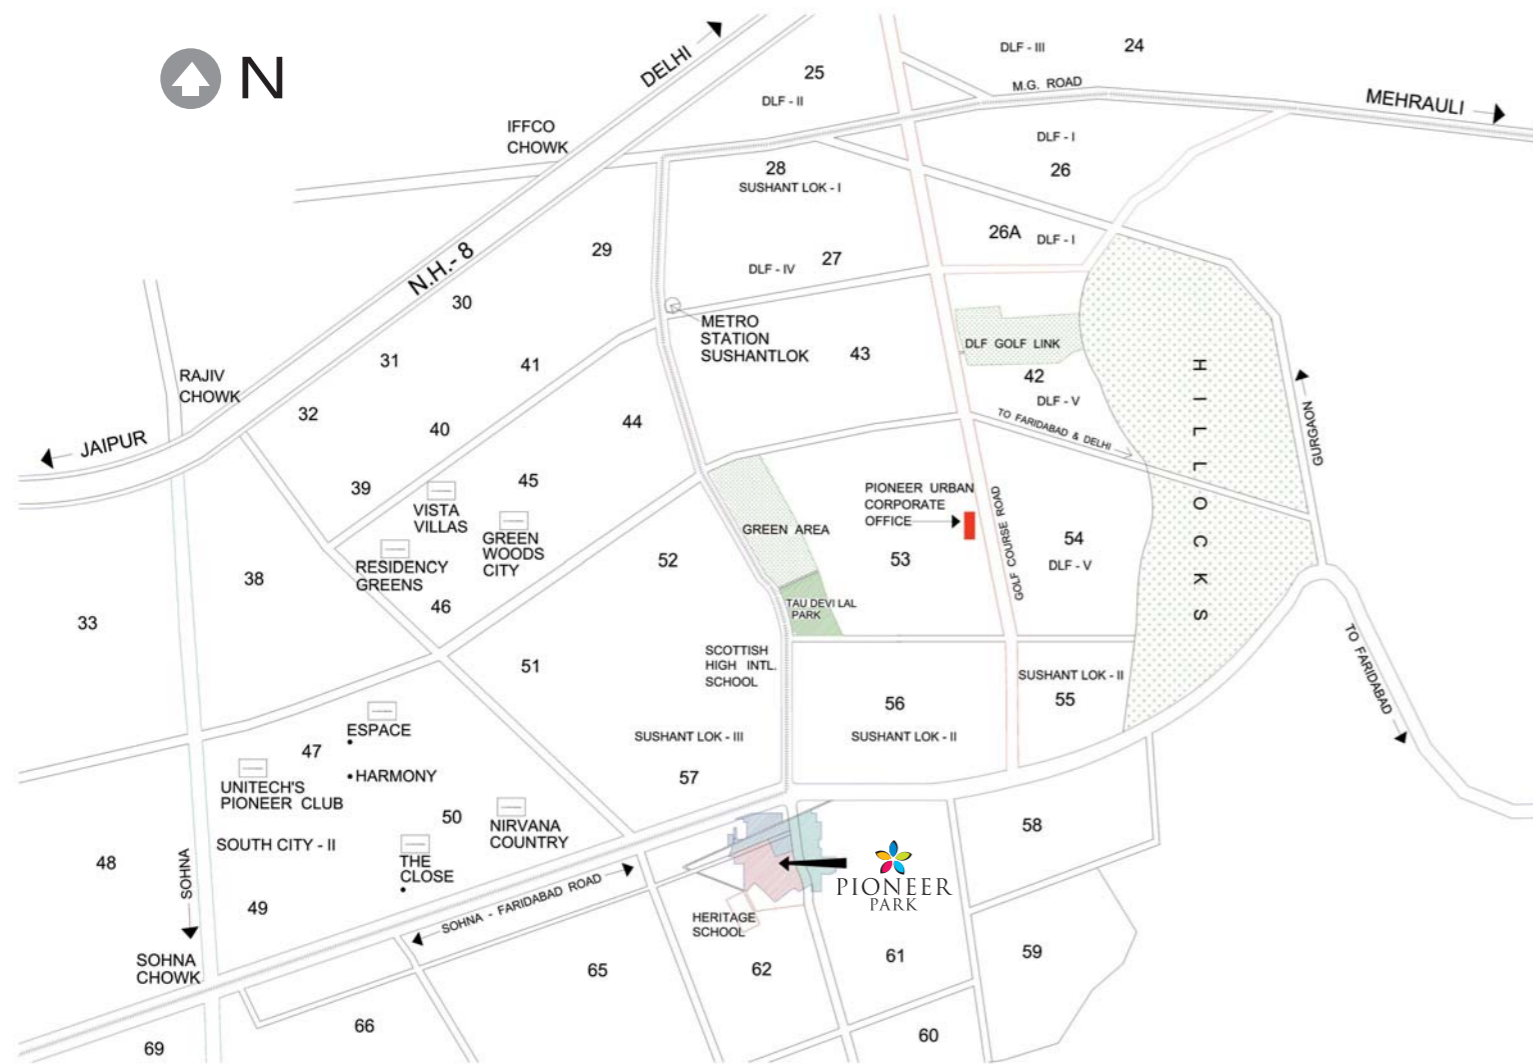 N
DELHI
DLF - III
24
25
M.G. ROAD
DLF - II
MEHRAULI
IFFCO
CHOWK
DLF - I
28
26
SUSHANT LOK - I
26A
DLF - I
29
27
DLF - IV
N.H.- 8
30
METRO
STATION
SUSHANTLOK
DLF GOLF LINK
43
31
41
42
RAJIV
CHOWK
DLF - V
HILLOCKS
32
TO FARIDABAD & DELHI
GURGAON
44
40
JAIPUR
39
45
VISTA
VILLAS
PIONEER URBAN
CORPORATE
OFFICE
GOLF COURSE ROAD
GREEN AREA
GREEN
WOODS
CITY
54
DLF - V
RESIDENCY
GREENS
52
53
38
46
TAU DEVI LAL
PARK
33
TO FARIDABAD
SCOTTISH
HIGH INTL.
SCHOOL
51
SUSHANT LOK - II
55
56
SUSHANT LOK - II
ESPACE
SUSHANT LOK - III
47
HARMONY
57
UNITECH'S
PIONEER CLUB
50
NIRVANA
COUNTRY
58
SOUTH CITY - II
48
THE
CLOSE
SOHNA
PIONEER
PARK
49
SOHNA - FARIDABAD ROAD
HERITAGE
SCHOOL
SOHNA
CHOWK
65
62
61
59
66
60
69